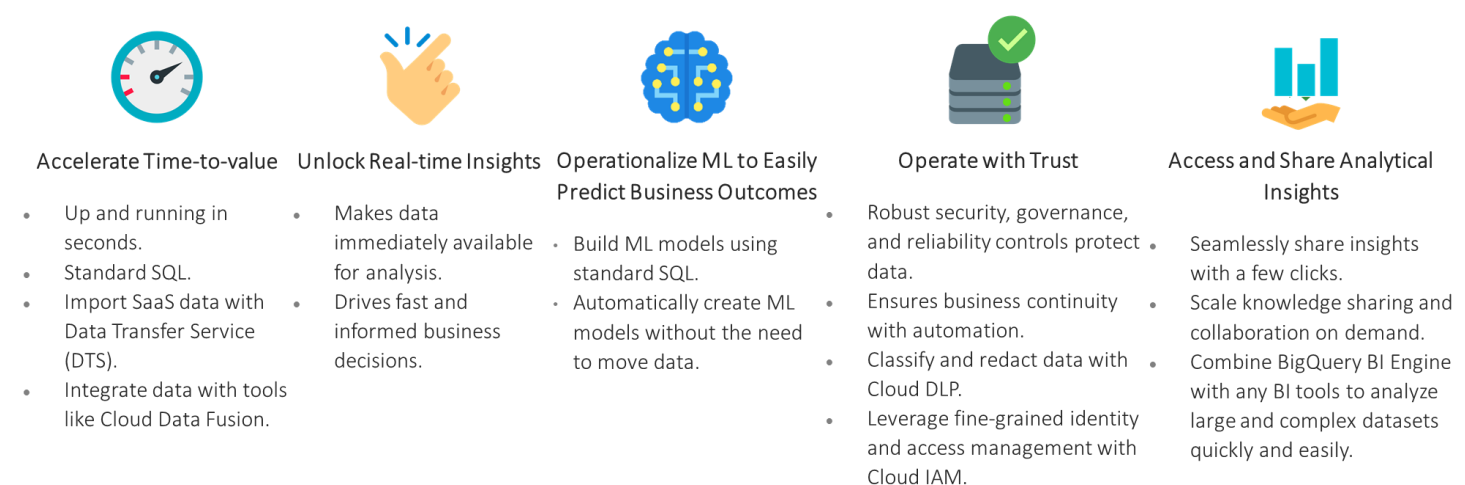 Accelerate Time-to-value
• Up and running in
seconds.
• Standard SQL.
• Import SaaS data with
Data Transfer Service
(DTS).
• Integrate data with tools
like Cloud Data Fusion.
Unlock Real-time Insights
• Makes data
immediately available
for analysis.
• Drives fast and
informed business
decisions.
Operationalize ML to Easily
Predict Business Outcomes
• Build ML models using
standard SQL.
• Automatically create ML
models without the need
to move data.
Operate with Trust
• Robust security, governance,
and reliability controls protect
data.
• Ensures business continuity
with automation.
• Classify and redact data with
Cloud DLP.
• Leverage fine-grained identity
and access management with
Cloud IAM.
Access and Share Analytical
Insights
• Seamlessly share insights
with a few clicks.
• Scale knowledge sharing and
collaboration on demand.
• Combine BigQuery BI Engine
with any BI tools to analyze
large and complex datasets
quickly and easily.